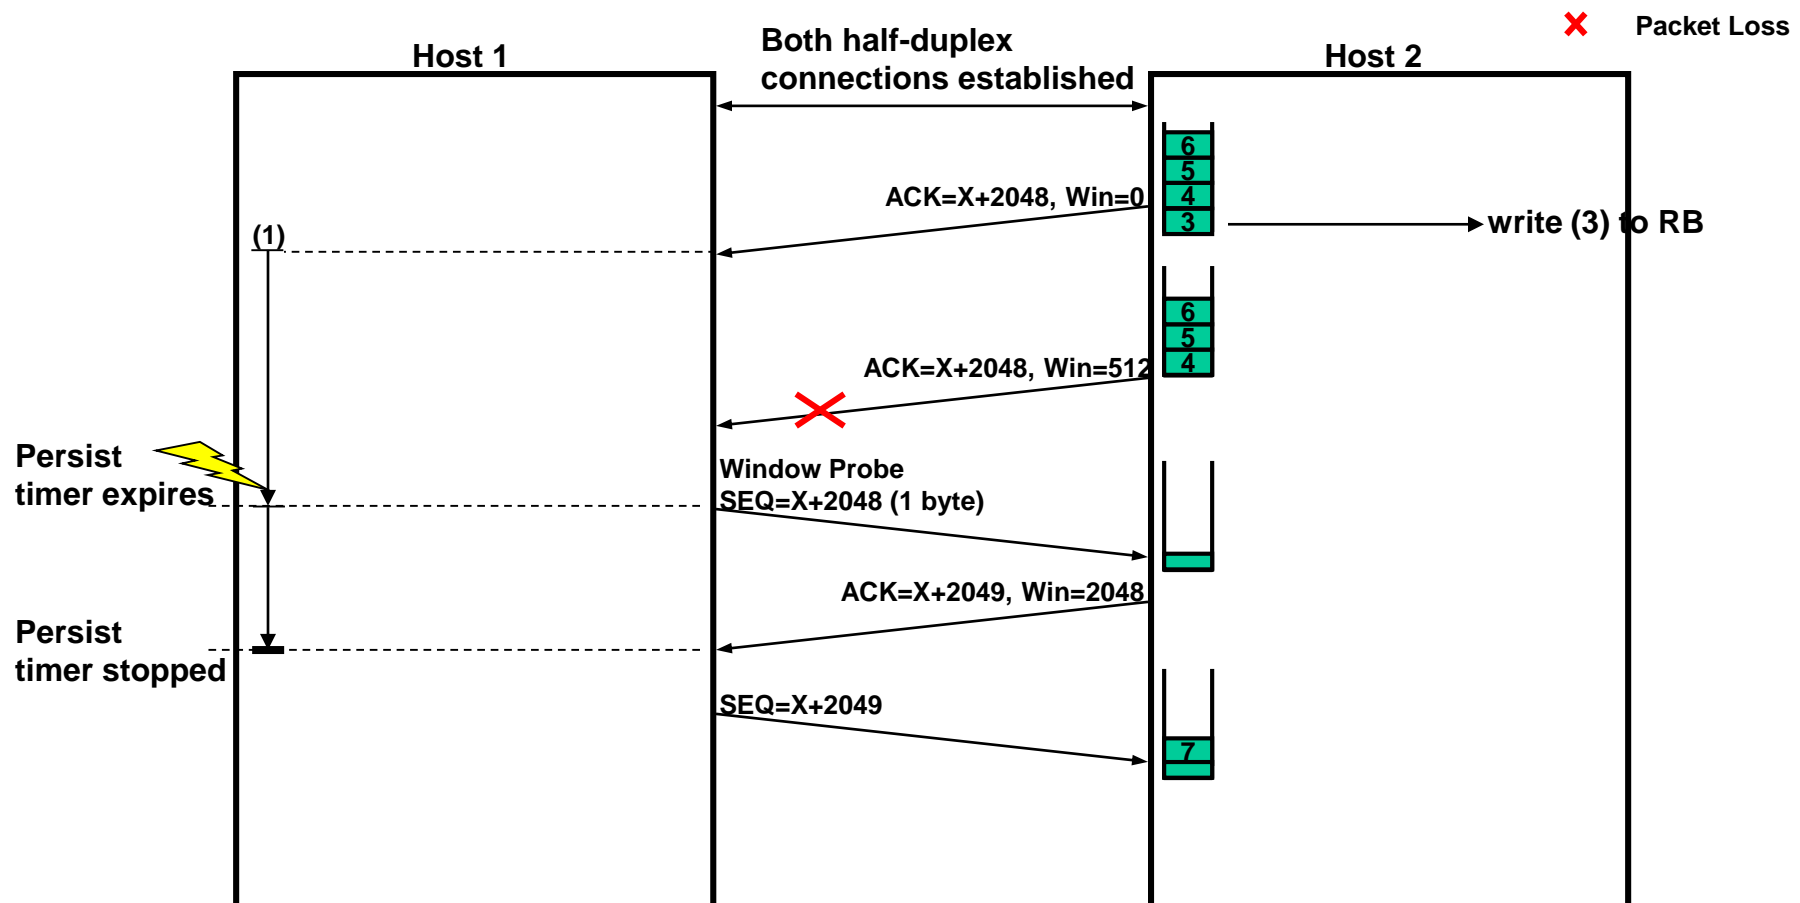 Packet Loss
Host 1
Both half-duplex
connections established
Host 2
6
5
4
3
ACK=X+2048, Win=0
write (3) to RB
(1)
6
5
4
ACK=X+2048, Win=512
Persist
timer expires
Window Probe
SEQ=X+2048 (1 byte)
ACK=X+2049, Win=2048
Persist
timer stopped
SEQ=X+2049
7